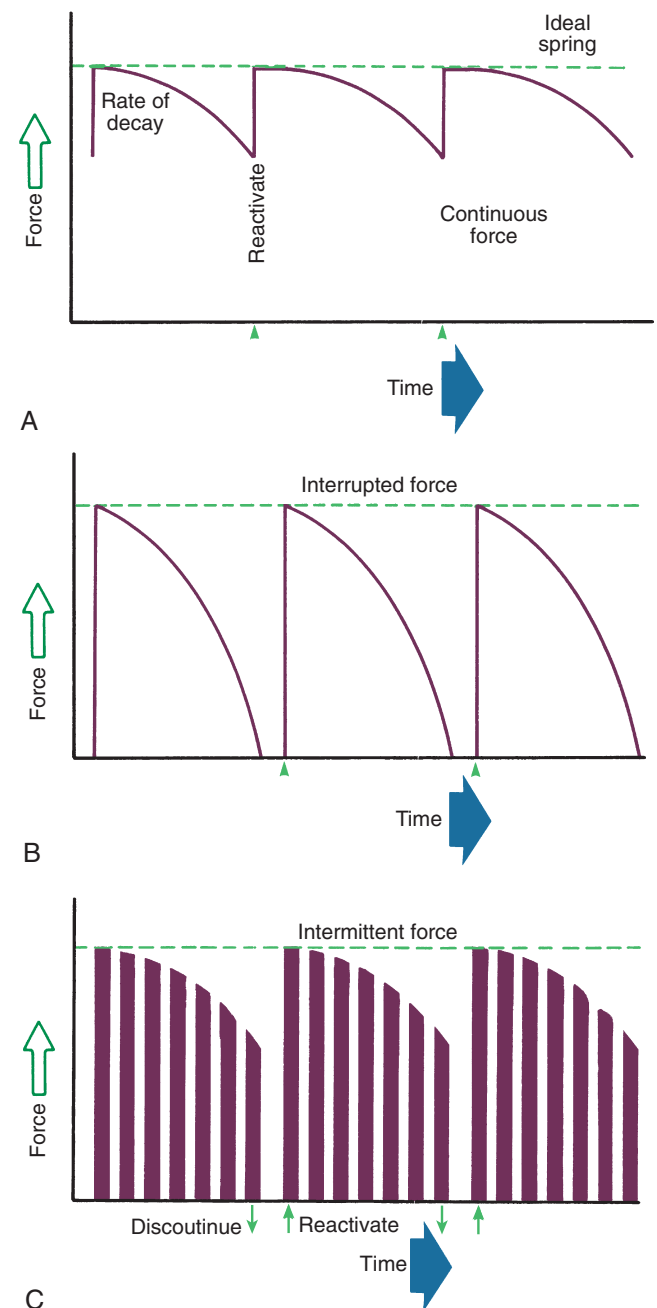 Ideal
spring
Rate of
decay
Force
Reactivate
Continuous
force
Time
A
Interrupted force
Force
Time
B
Intermittent force
Force
Discoutinue
Reactivate
Time
C